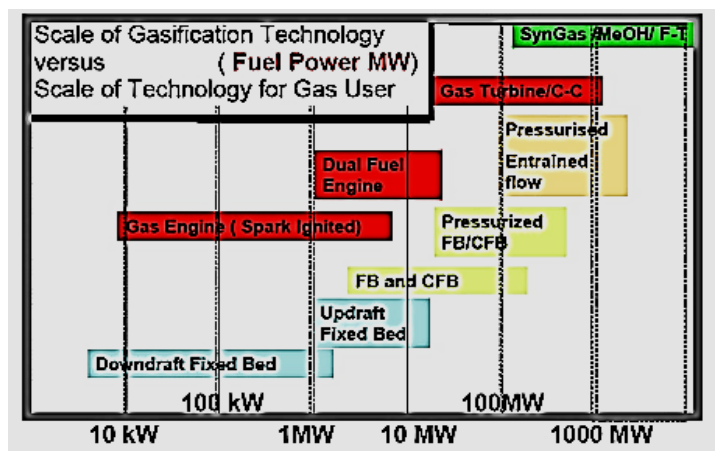 Scale of Gasification Technology
versus ( Fuel Power MW)
Scale of Technology for Gas User
SynGas /MeOH/ F-T
Gas Turbine/C-C
Pressurised
Entrained
flow
Dual Fuel
Engine
Gas Engine ( Spark Ignited)
Pressurized
FB/CFB
FB and CFB
Updraft
Fixed Bed
Downdraft Fixed Bed
100 kW 100MW
10 kW 1MW 10 MW 1000 MW